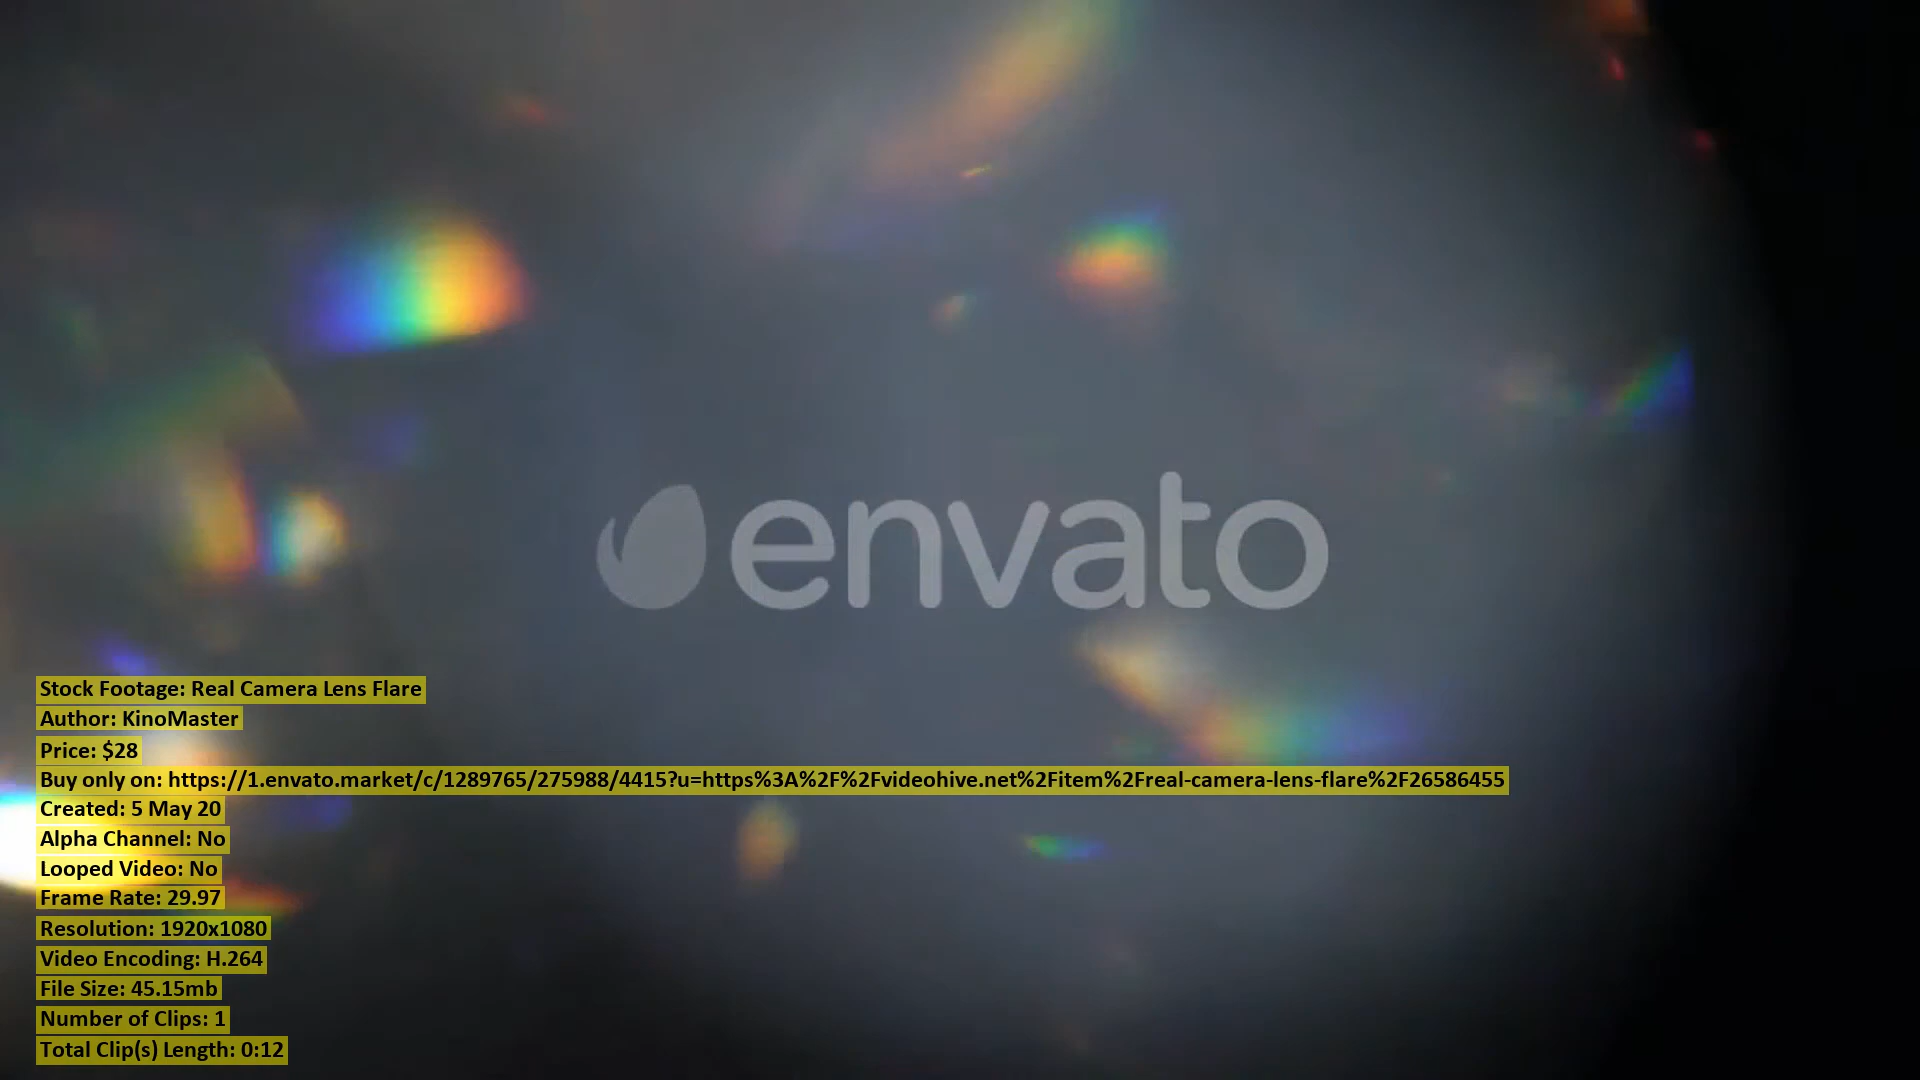 envato
Stock Footage: Real Camera Lens Flare
Author: KinoMaster
Price: $28
Buy only on: https://1.envato.market/c/1289765/275988/4415?u=https%3A%2F%2Fvideohive.net%2Fitem%2Freal-camera-lens-flare%2F26586455
Created: 5 May 20
Alpha Channel: No
Looped Video: No
Frame Rate: 29.97
Resolution: 1920x1080
Video Encoding: H.264
File Size: 45.15mb
Number of Clips: 1
Total Clip(s) Length: 0:12